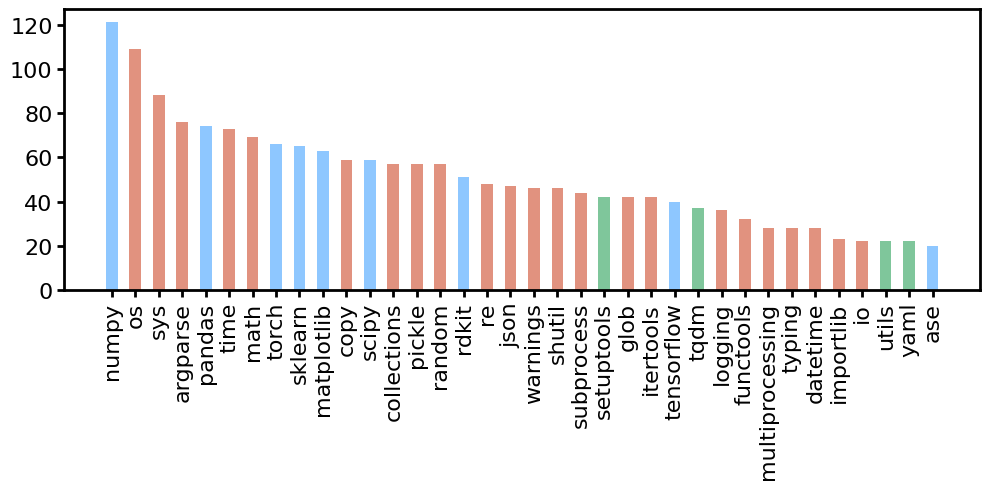 120
100
80
60
40
20
0
numpy
os
sys
argparse
pandas
time
math
torch
sklearn
matplotlib
copy
scipy
collections
pickle
random
rdkit
re
json
warnings
shutil
subprocess
setuptools
glob
itertools
tensorflow
tqdm
logging
functools
multiprocessing
typing
datetime
importlib
io
utils
yaml
ase